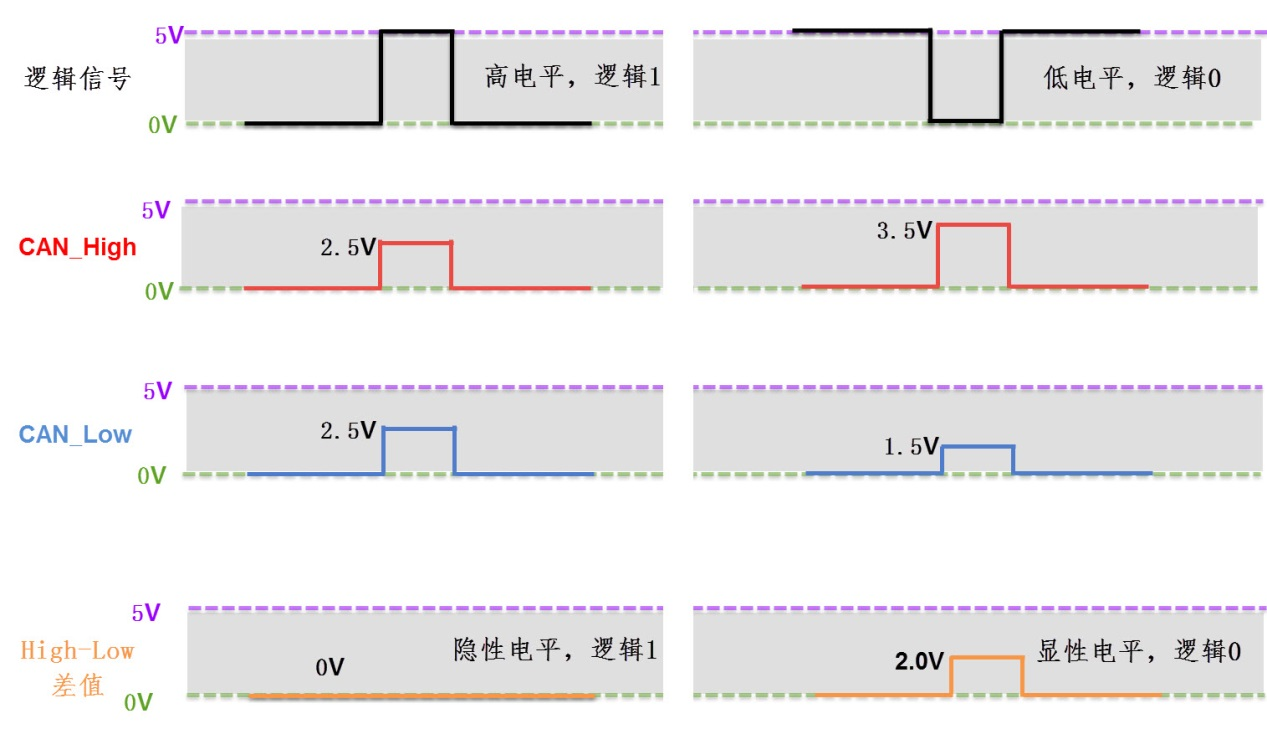 5V
逻辑信号
高电平，逻辑1
低电平，逻辑0
0V
5V
CAN_High
2.5V
3.5V
0V
5V
CAN_Low
2.5V
1.5V
0V
5V
High-Low
差值
0V
隐性电平，逻辑1
2.0V
显性电平，逻辑0
0V